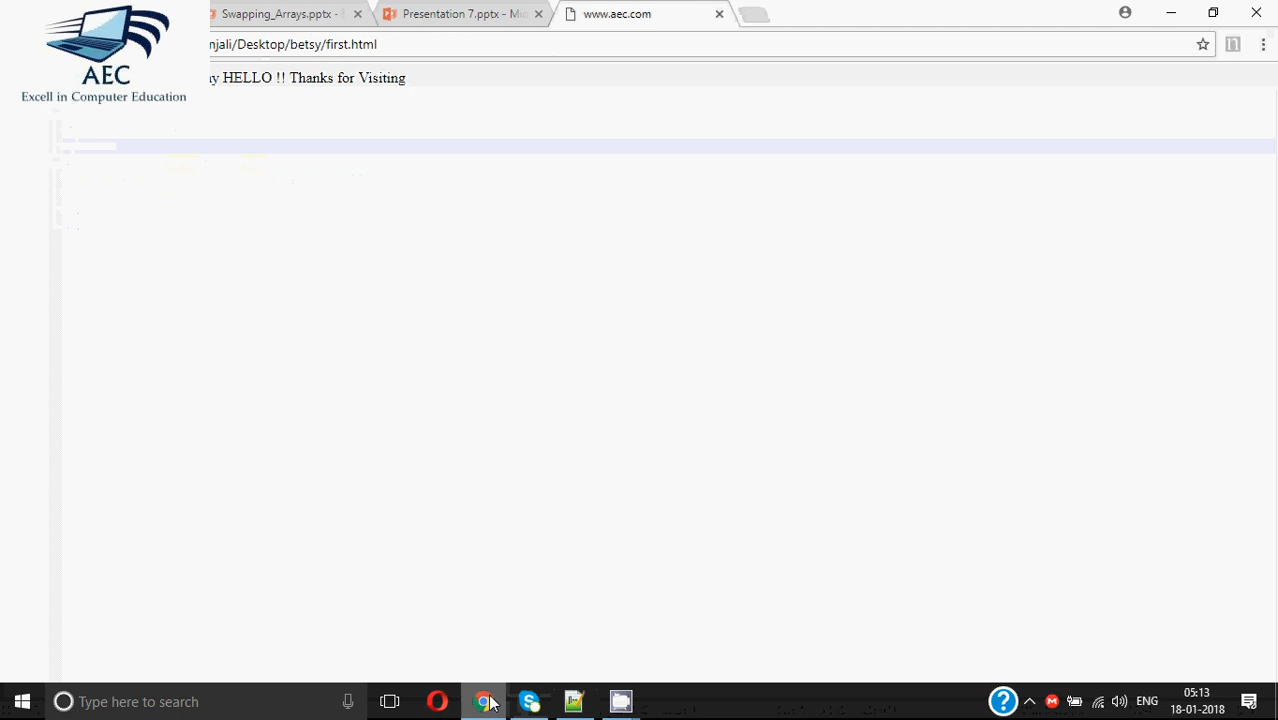 Swapping_Arrays.pptx -
Presentation 7.pptx – Mic
www.aec.com
njali/Desktop/betsy/first.html
AEC
Excell in Computer Education
ay HELLO !! Thanks for Visiting
Type here to search
ENG
05:13
18-01-2018